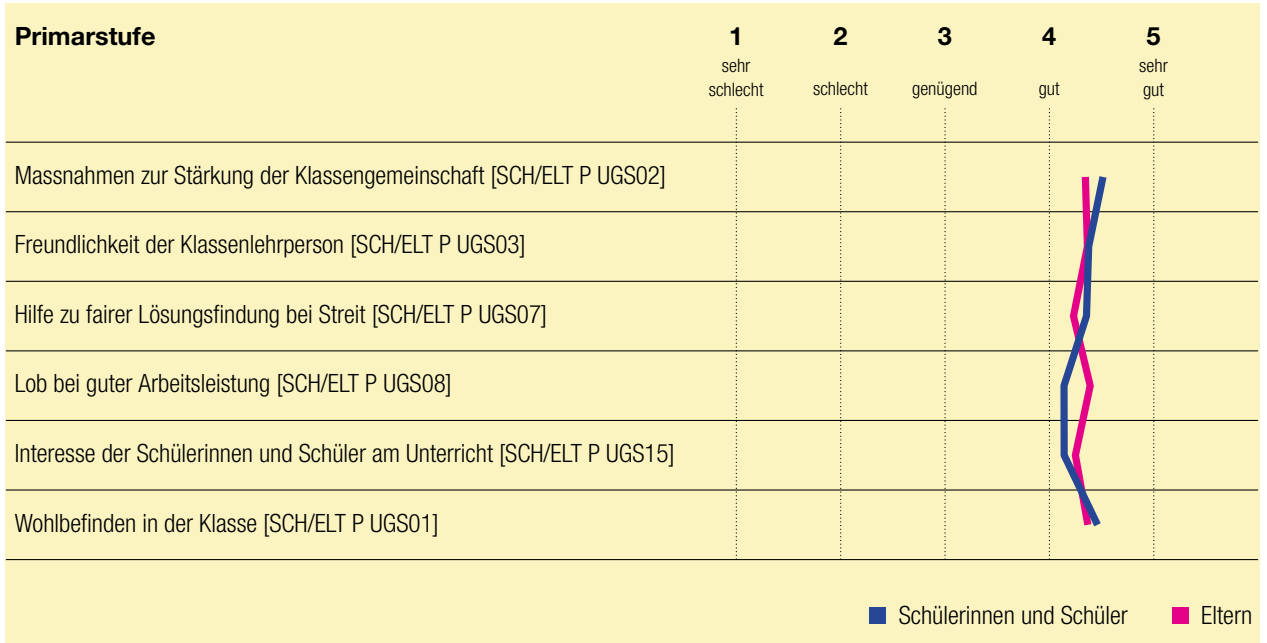 Primarstufe
1 2 3 4 5
sehr schlecht schlecht genügend gut sehr gut
Massnahmen zur Stärkung der Klassengemeinschaft [SCH/ELT P UGS02]
Freundlichkeit der Klassenlehrperson [SCH/ELT P UGS03]
Hilfe zu fairer Lösungsfindung bei Streit [SCH/ELT P UGS07]
Lob bei guter Arbeitsleistung [SCH/ELT P UGS08]
Interesse der Schülerinnen und Schüler am Unterricht [SCH/ELT P UGS15]
Wohlbefinden in der Klasse [SCH/ELT P UGS01]
Schülerinnen und Schüler Eltern